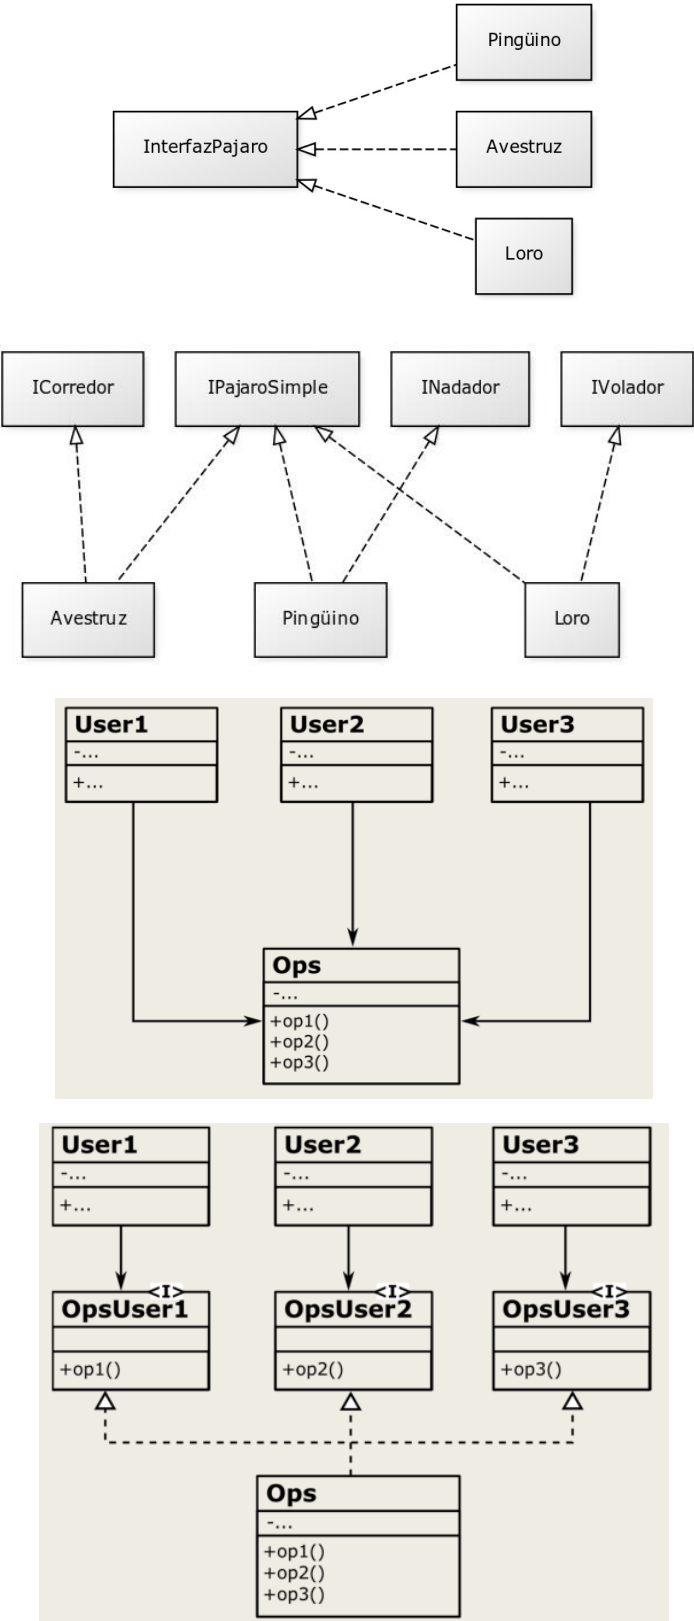 Pingüino
InterfazPajaro
Avestruz
Loro
ICorredor
IPajaroSimple
INadador
IVolador
Avestruz
Pingüino
Loro
User1
-...
+...
User2
-...
+...
User3
-...
+...
Ops
-...
+op1()
+op2()
+op3()
User1
-...
+...
User2
-...
+...
User3
-...
+...
<I>
OpsUser1
+op1()
<I>
OpsUser2
+op2()
<I>
OpsUser3
+op3()
Ops
-...
+op1()
+op2()
+op3()